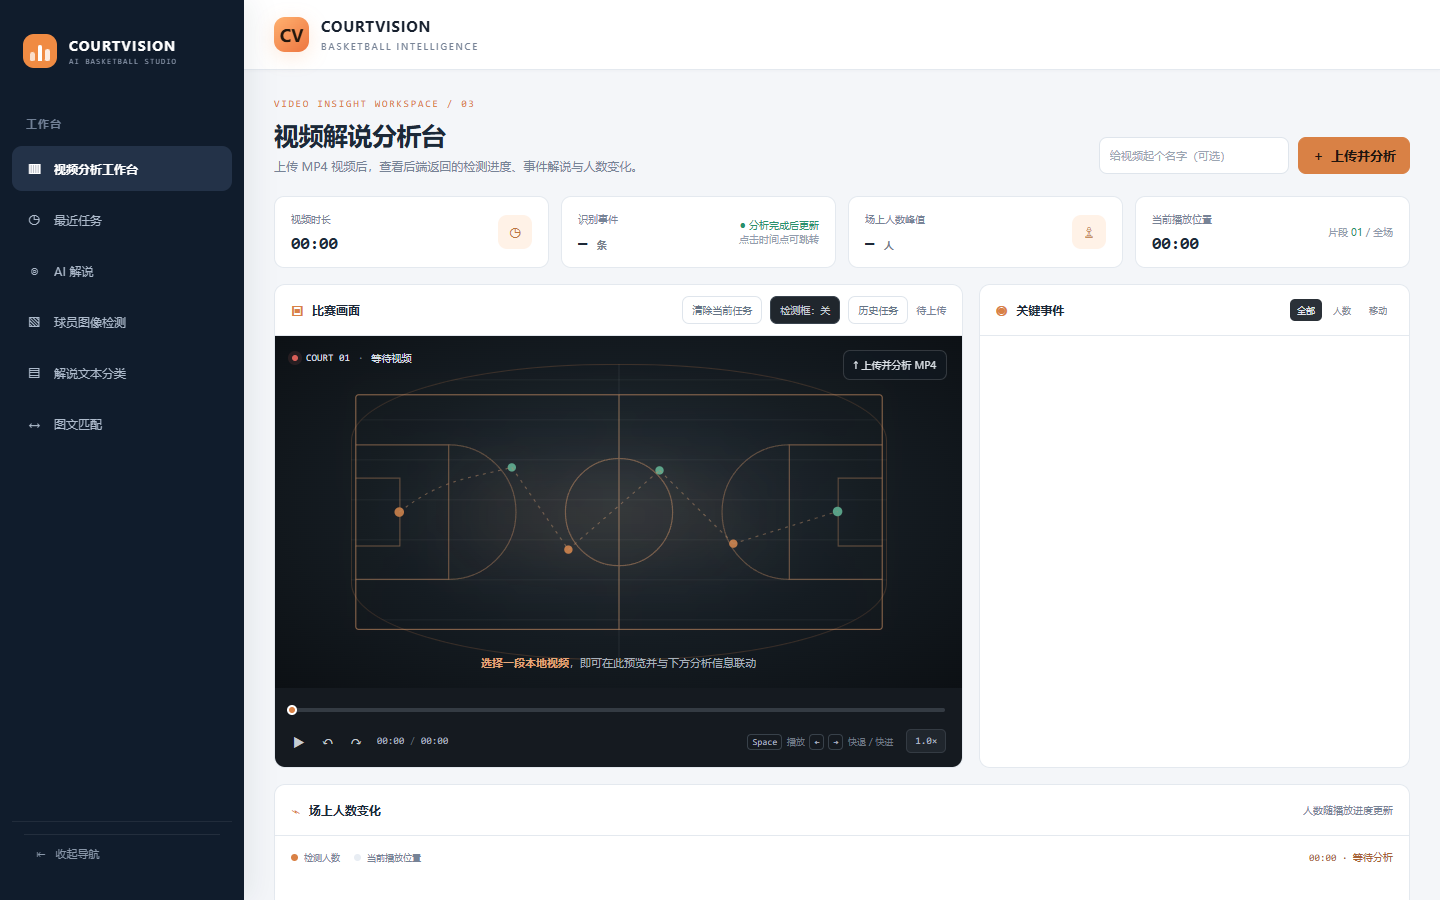 COURTVISION
AI BASKETBALL STUDIO
工作台
视频分析工作台
最近任务
AI 解说
球员图像检测
解说文本分类
图文匹配
收起导航
CV
COURTVISION
BASKETBALL INTELLIGENCE
VIDEO INSIGHT WORKSPACE / 03
视频解说分析台
上传 MP4 视频后，查看后端返回的检测进度、事件解说与人数变化。
给视频起个名字（可选）
+ 上传并分析
视频时长
00:00
识别事件
— 条
● 分析完成后更新
点击时间点可跳转
场上人数峰值
— 人
当前播放位置
00:00
片段 01 / 全场
比赛画面
清除当前任务
检测框：关
历史任务
待上传
COURT 01 · 等待视频
↑ 上传并分析 MP4
选择一段本地视频，即可在此预览并与下方分析信息联动
00:00 / 00:00
Space 播放 ← → 快退 / 快进
1.0×
关键事件
全部 人数 移动
场上人数变化
人数随播放进度更新
检测人数 当前播放位置
00:00 · 等待分析